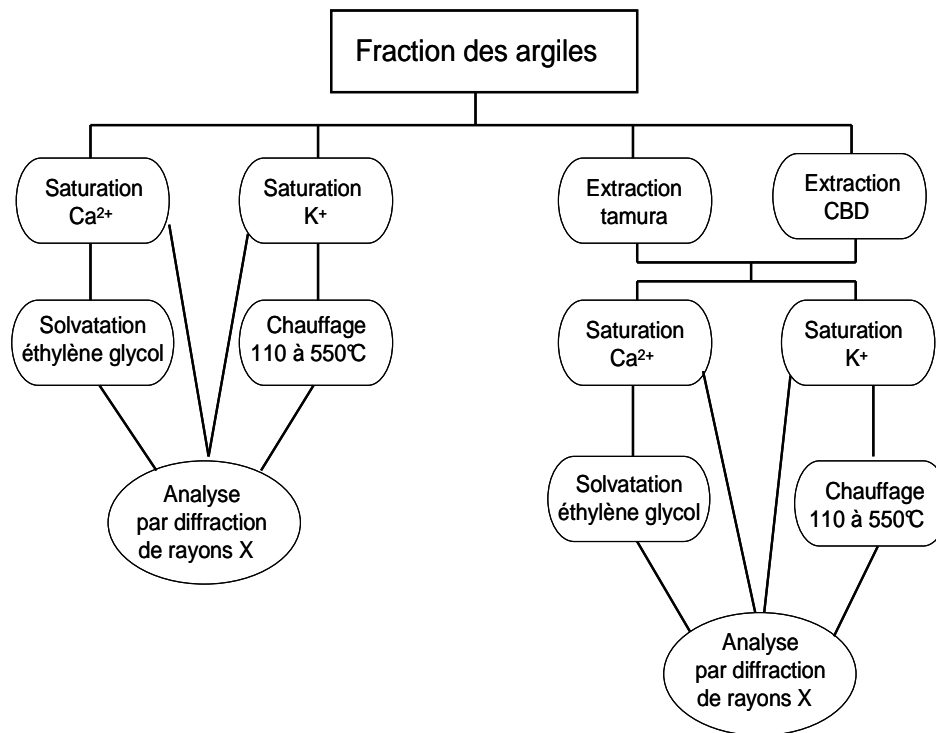 Fraction des argiles
Saturation
Ca²⁺
Saturation
K⁺
Extraction
tamura
Extraction
CBD
Solvatation
éthylène glycol
Chauffage
110 à 550°C
Saturation
Ca²⁺
Saturation
K⁺
Analyse
par diffraction
de rayons X
Solvatation
éthylène glycol
Chauffage
110 à 550°C
Analyse
par diffraction
de rayons X